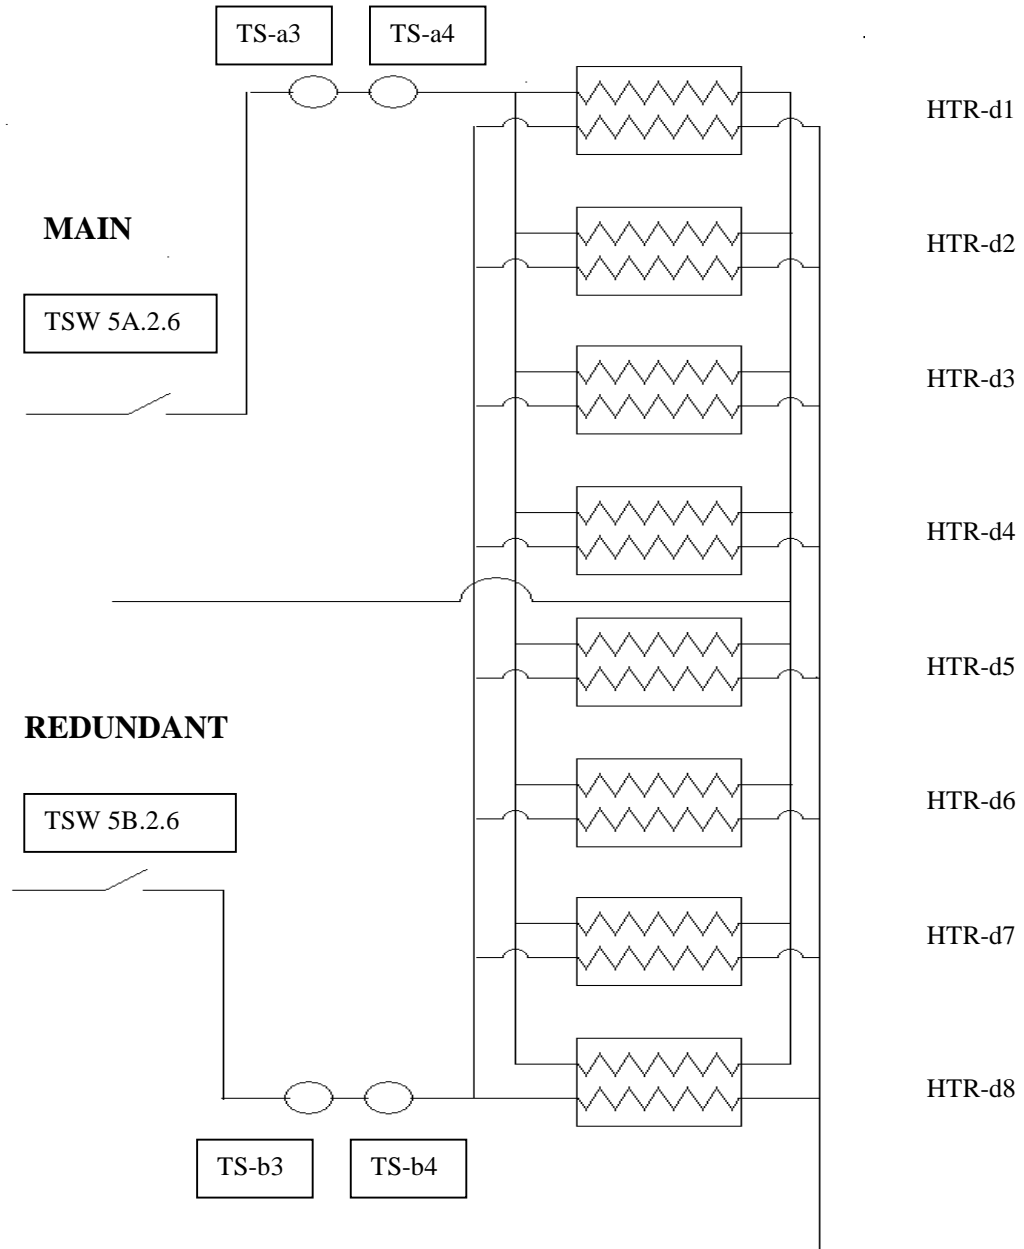 TS-a3
TS-a4
HTR-d1
MAIN
HTR-d2
TSW 5A.2.6
HTR-d3
HTR-d4
HTR-d5
REDUNDANT
HTR-d6
TSW 5B.2.6
HTR-d7
HTR-d8
TS-b3
TS-b4